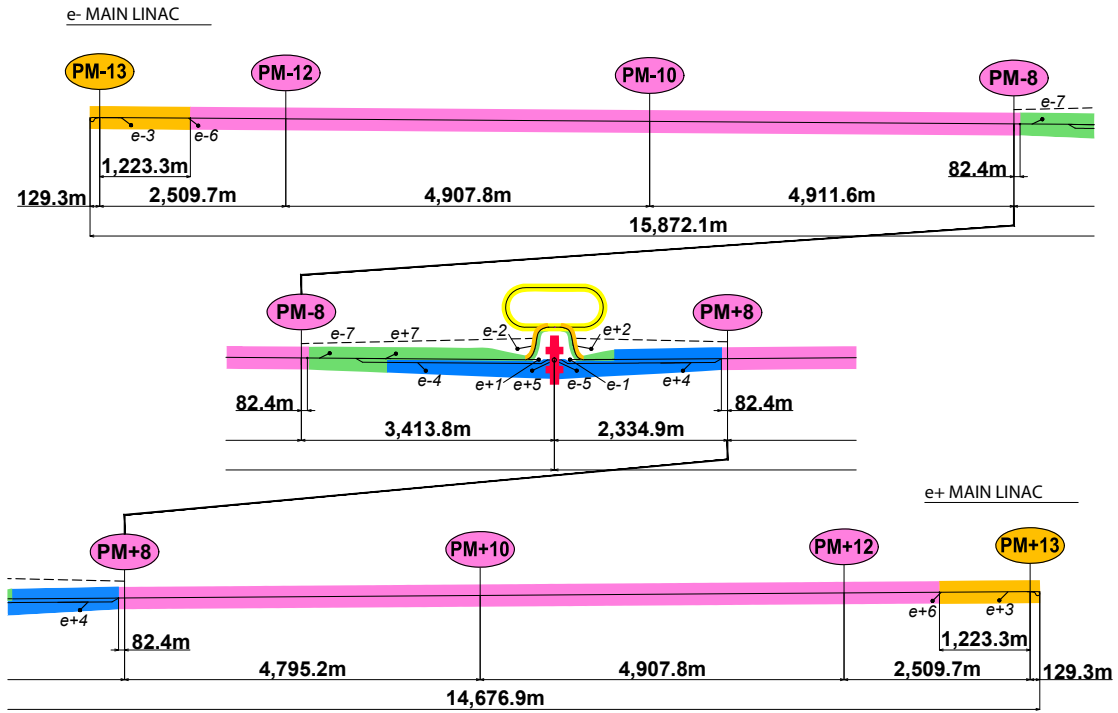 e- MAIN LINAC
PM-13
PM-12
PM-10
PM-8
e-7
e-3
e-6
1,223.3m
82.4m
129.3m
2,509.7m
4,907.8m
4,911.6m
15,872.1m
PM-8
PM+8
e-7
e+7
e-2
e+2
e-4
e+1
e+5
e-5
e-1
e+4
82.4m
82.4m
3,413.8m
2,334.9m
e+ MAIN LINAC
PM+8
PM+10
PM+12
PM+13
e+4
e+6
e+3
82.4m
1,223.3m
4,795.2m
4,907.8m
2,509.7m
129.3m
14,676.9m